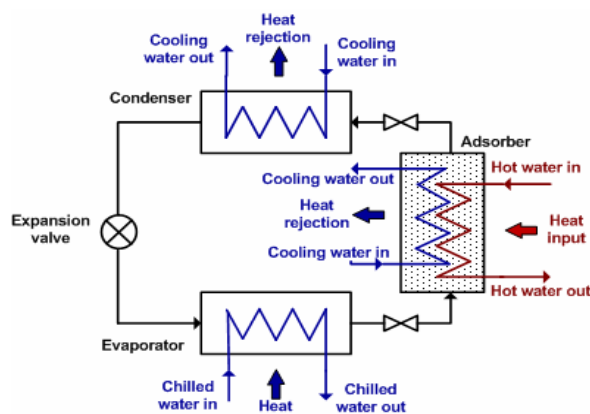 Cooling
water out
Heat
rejection
Cooling
water in
Condenser
Adsorber
Cooling water out
Hot water in
Expansion
valve
Heat
rejection
Heat
input
Cooling water in
Hot water out
Evaporator
Chilled
water in
Heat
Chilled
water out